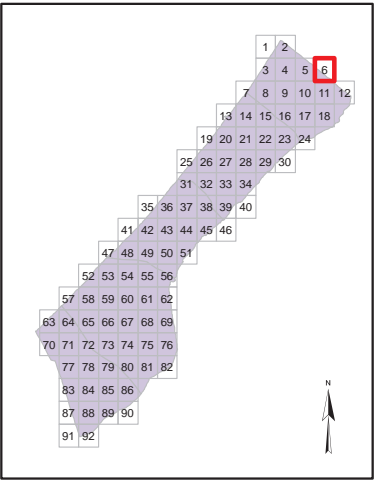 1 2
3 4 5 6
7 8 9 10 11 12
13 14 15 16 17 18
19 20 21 22 23 24
25 26 27 28 29 30
31 32 33 34
35 36 37 38 39 40
41 42 43 44 45 46
47 48 49 50 51
52 53 54 55 56
57 58 59 60 61 62
63 64 65 66 67 68 69
70 71 72 73 74 75 76
77 78 79 80 81 82
83 84 85 86
N
87 88 89 90
91 92